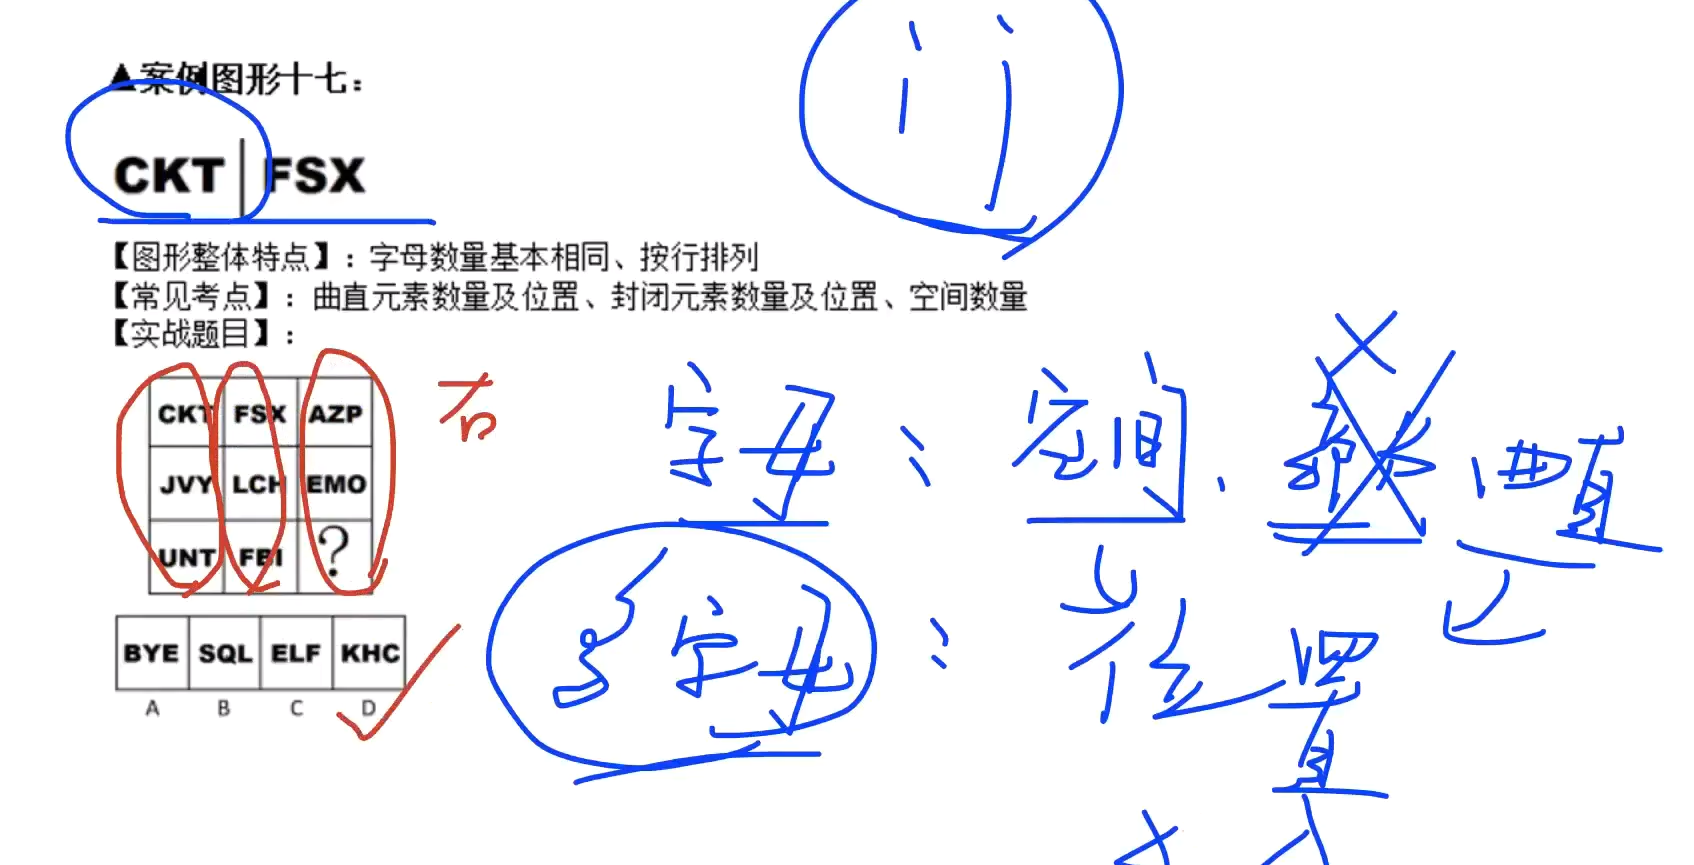 ▲案例图形十七：
CKT FSX
【图形整体特点】：字母数量基本相同、按行排列
【常见考点】：曲直元素数量及位置、封闭元素数量及位置、空间数量
【实战题目】：
CKT FSX AZP
JVY LCH EMO
UNT FBI ?
BYE SQL ELF KHC
A B C D
字母：空间、曲直
字母：位置
直